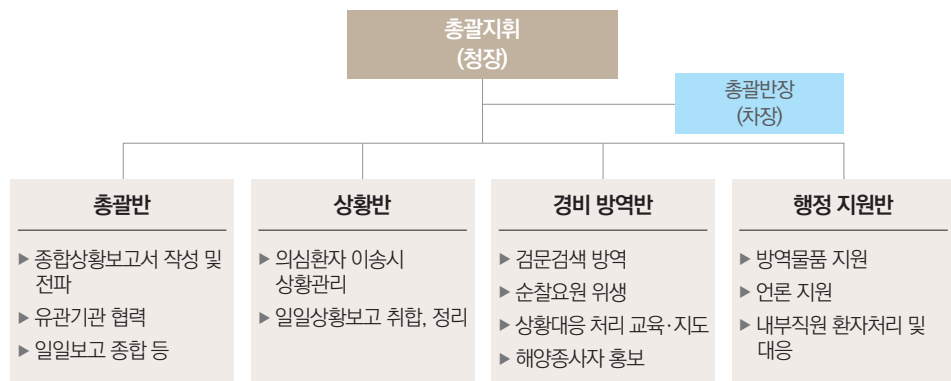 총괄지휘
(청장)
총괄반장
(차장)
총괄반
▶ 종합상황보고서 작성 및
전파
▶ 유관기관 협력
▶ 일일보고 종합 등
상황반
▶ 의심환자 이송시
상황관리
▶ 일일상황보고 취합, 정리
경비 방역반
▶ 검문검색 방역
▶ 순찰요원 위생
▶ 상황대응 처리 교육·지도
▶ 해양종사자 홍보
행정 지원반
▶ 방역물품 지원
▶ 언론 지원
▶ 내부직원 환자처리 및
대응